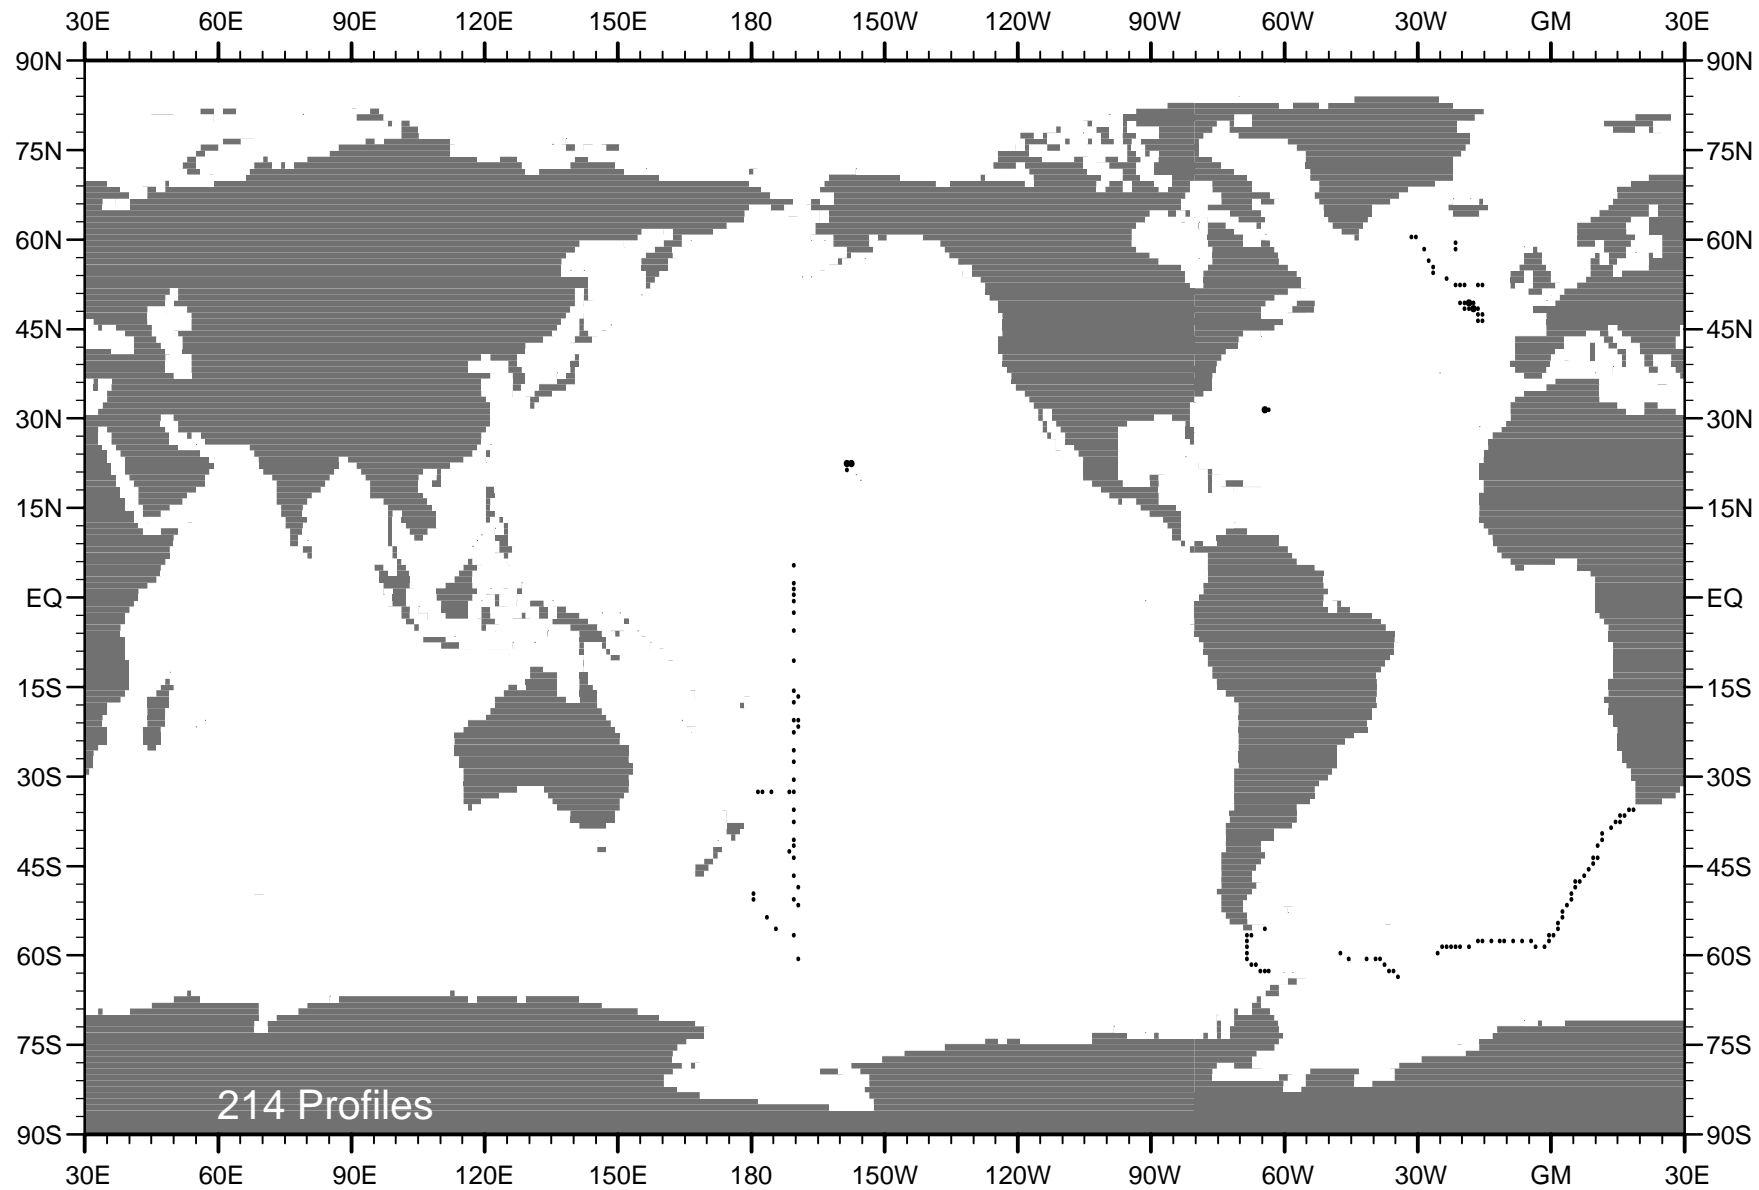 30E 60E 90E 120E 150E 180 150W 120W 90W 60W 30W GM 30E
90N 90N
75N 75N
60N 60N
45N 45N
30N 30N
15N 15N
EQ EQ
15S 15S
30S 30S
45S 45S
60S 60S
75S 75S
214 Profiles
90S 90S
30E 60E 90E 120E 150E 180 150W 120W 90W 60W 30W GM 30E